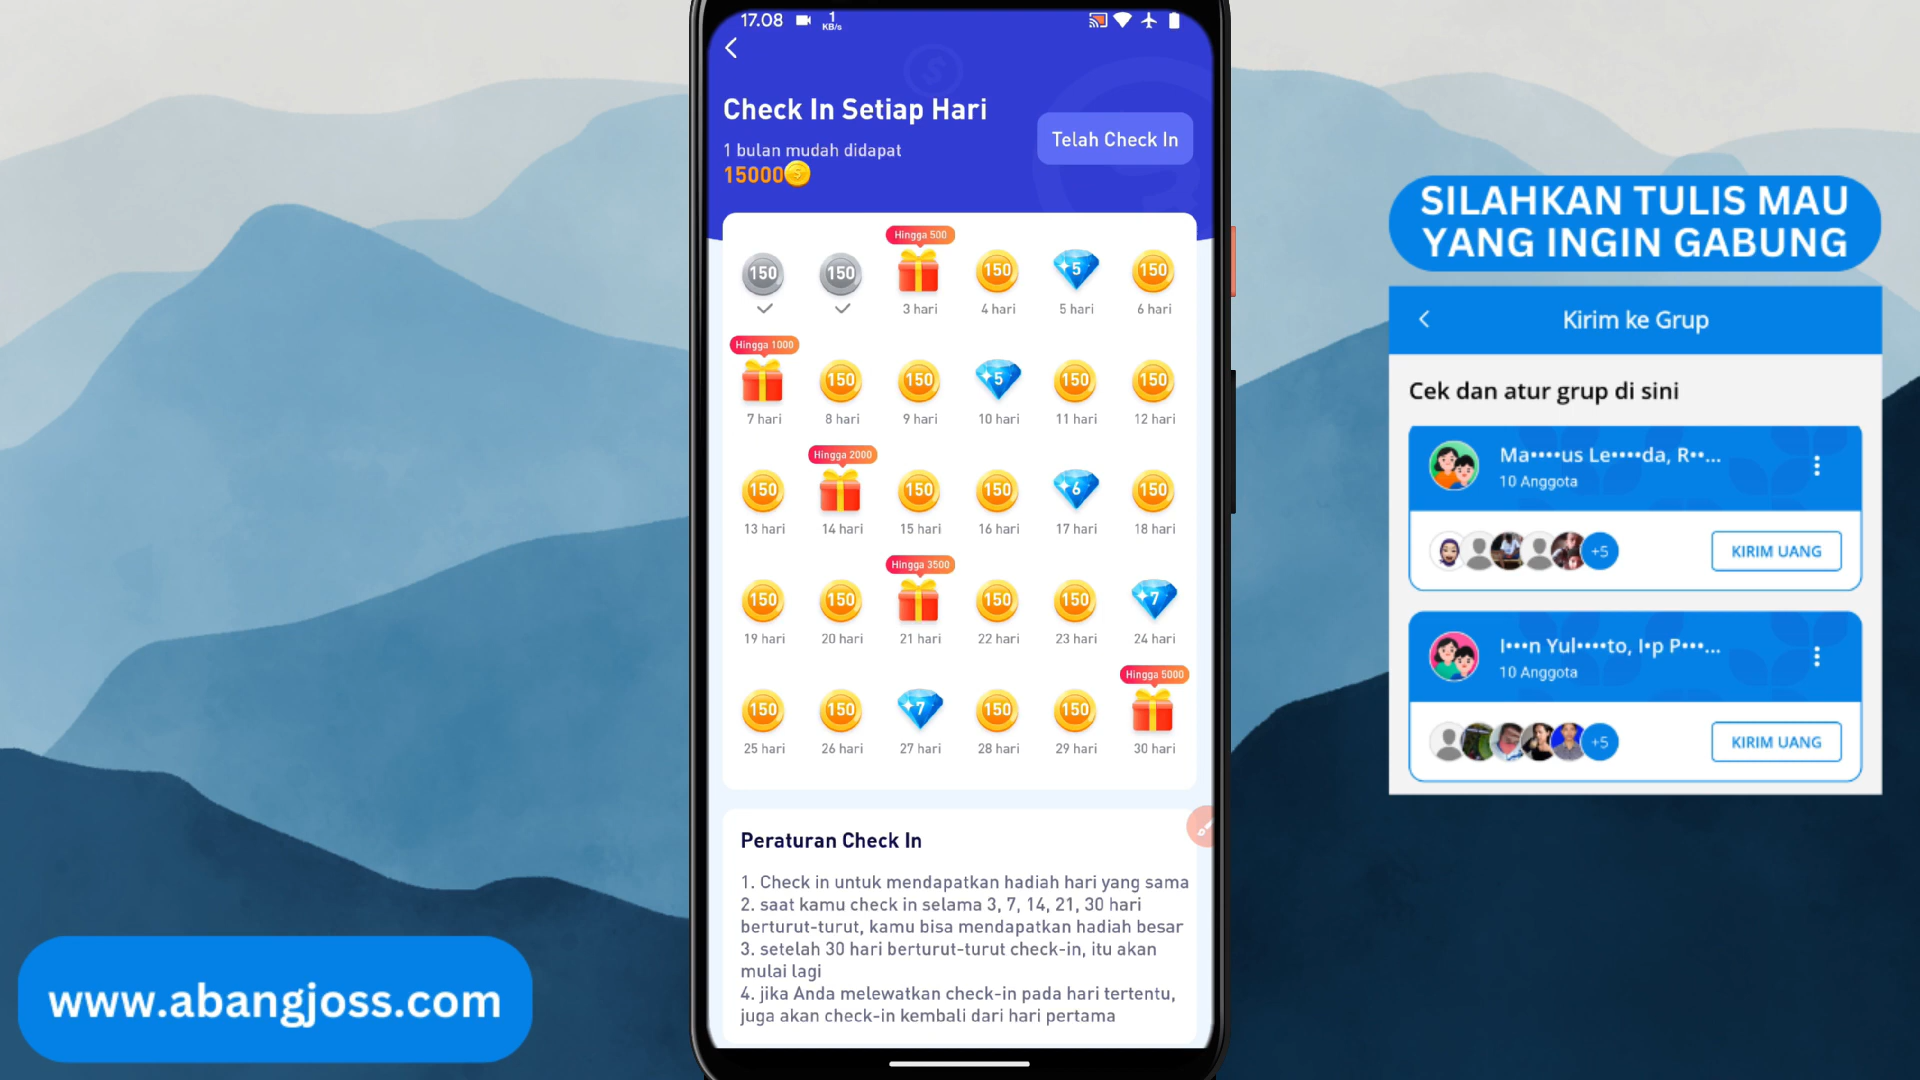 17.08
1
KB/s
Check In Setiap Hari
1 bulan mudah didapat
15000
Telah Check In
Hingga 500
150 150 150 5 150
3 hari 4 hari 5 hari 6 hari
Hingga 1000
150 150 5 150 150
7 hari 8 hari 9 hari 10 hari 11 hari 12 hari
Hingga 2000
150 150 150 6 150
13 hari 14 hari 15 hari 16 hari 17 hari 18 hari
Hingga 3500
150 150 150 150 7
19 hari 20 hari 21 hari 22 hari 23 hari 24 hari
Hingga 5000
150 150 7 150 150
25 hari 26 hari 27 hari 28 hari 29 hari 30 hari
Peraturan Check In
1. Check in untuk mendapatkan hadiah hari yang sama
2. saat kamu check in selama 3, 7, 14, 21, 30 hari
berturut-turut, kamu bisa mendapatkan hadiah besar
3. setelah 30 hari berturut-turut check-in, itu akan
mulai lagi
4. jika Anda melewatkan check-in pada hari tertentu,
juga akan check-in kembali dari hari pertama
SILAHKAN TULIS MAU
YANG INGIN GABUNG
Kirim ke Grup
Cek dan atur grup di sini
Ma••••us Le••••da, R••...
10 Anggota
+5
KIRIM UANG
I•••n Yul••••to, I•p P•••...
10 Anggota
+5
KIRIM UANG
www.abangjoss.com